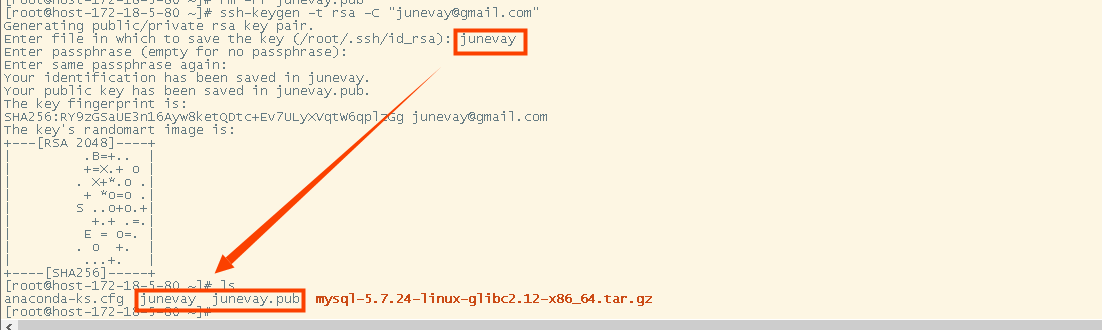 [root@host-172-18-5-80 ~]# rm -rf junevay.pub
[root@host-172-18-5-80 ~]# ssh-keygen -t rsa -C "junevay@gmail.com"
Generating public/private rsa key pair.
Enter file in which to save the key (/root/.ssh/id_rsa): junevay
Enter passphrase (empty for no passphrase):
Enter same passphrase again:
Your identification has been saved in junevay.
Your public key has been saved in junevay.pub.
The key fingerprint is:
SHA256:RY9zGSaUE3n16Ayw8ketQDtc+Ev7ULyXVqtW6qplzGg junevay@gmail.com
The key's randomart image is:
+---[RSA 2048]----+
|         .B=+..  |
|         +=X.+ o |
|        . X+*.o .|
|         + *o=o .|
|        S ..o+o.+|
|          +.+ .=.|
|         E = o=. |
|        . o  +.  |
|         ...+.   |
+----[SHA256]-----+
[root@host-172-18-5-80 ~]# ls
anaconda-ks.cfg  junevay  junevay.pub  mysql-5.7.24-linux-glibc2.12-x86_64.tar.gz
[root@host-172-18-5-80 ~]#